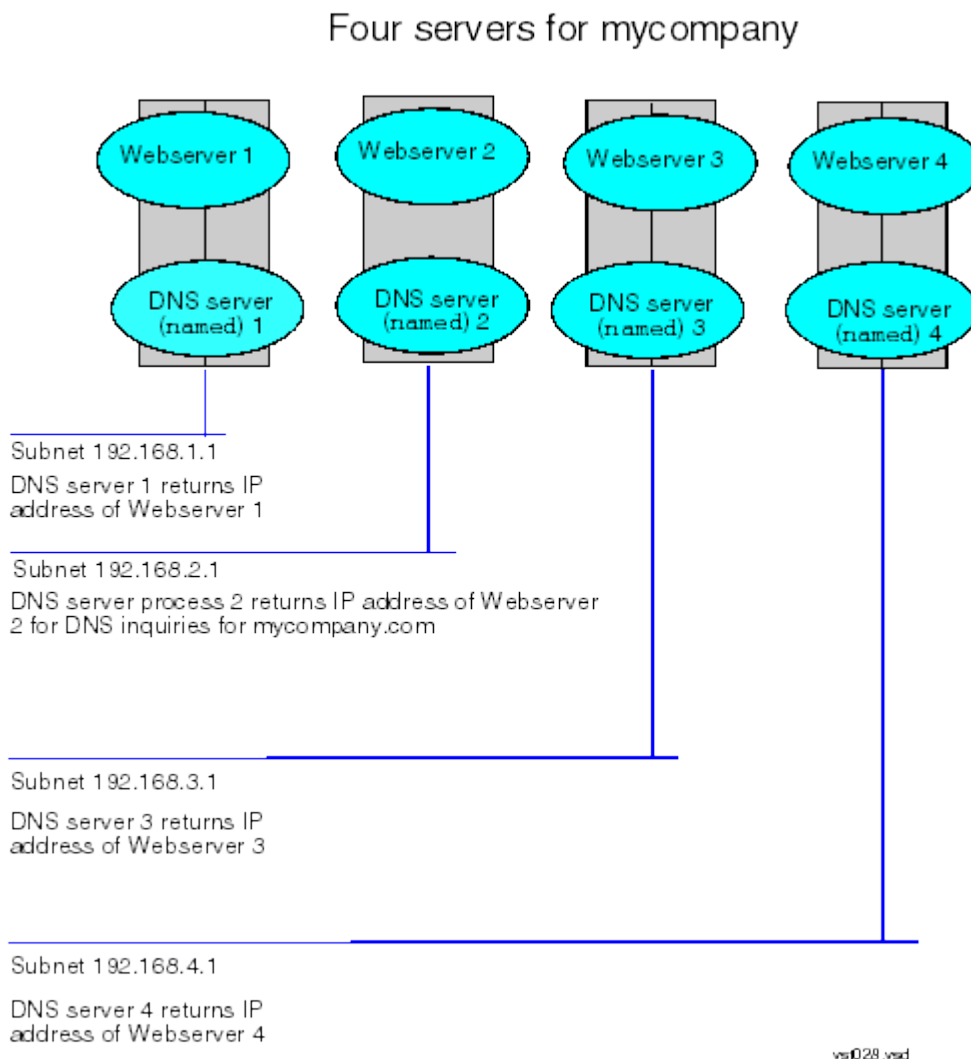 Four servers for mycompany
Webserver 1
Webserver 2
Webserver 3
Webserver 4
DNS server
(named) 1
DNS server
(named) 2
DNS server
(named) 3
DNS server
(named) 4
Subnet 192.168.1.1
DNS server 1 returns IP
address of Webserver 1
Subnet 192.168.2.1
DNS server process 2 returns IP address of Webserver
2 for DNS inquiries for mycompany.com
Subnet 192.168.3.1
DNS server 3 returns IP
address of Webserver 3
Subnet 192.168.4.1
DNS server 4 returns IP
address of Webserver 4